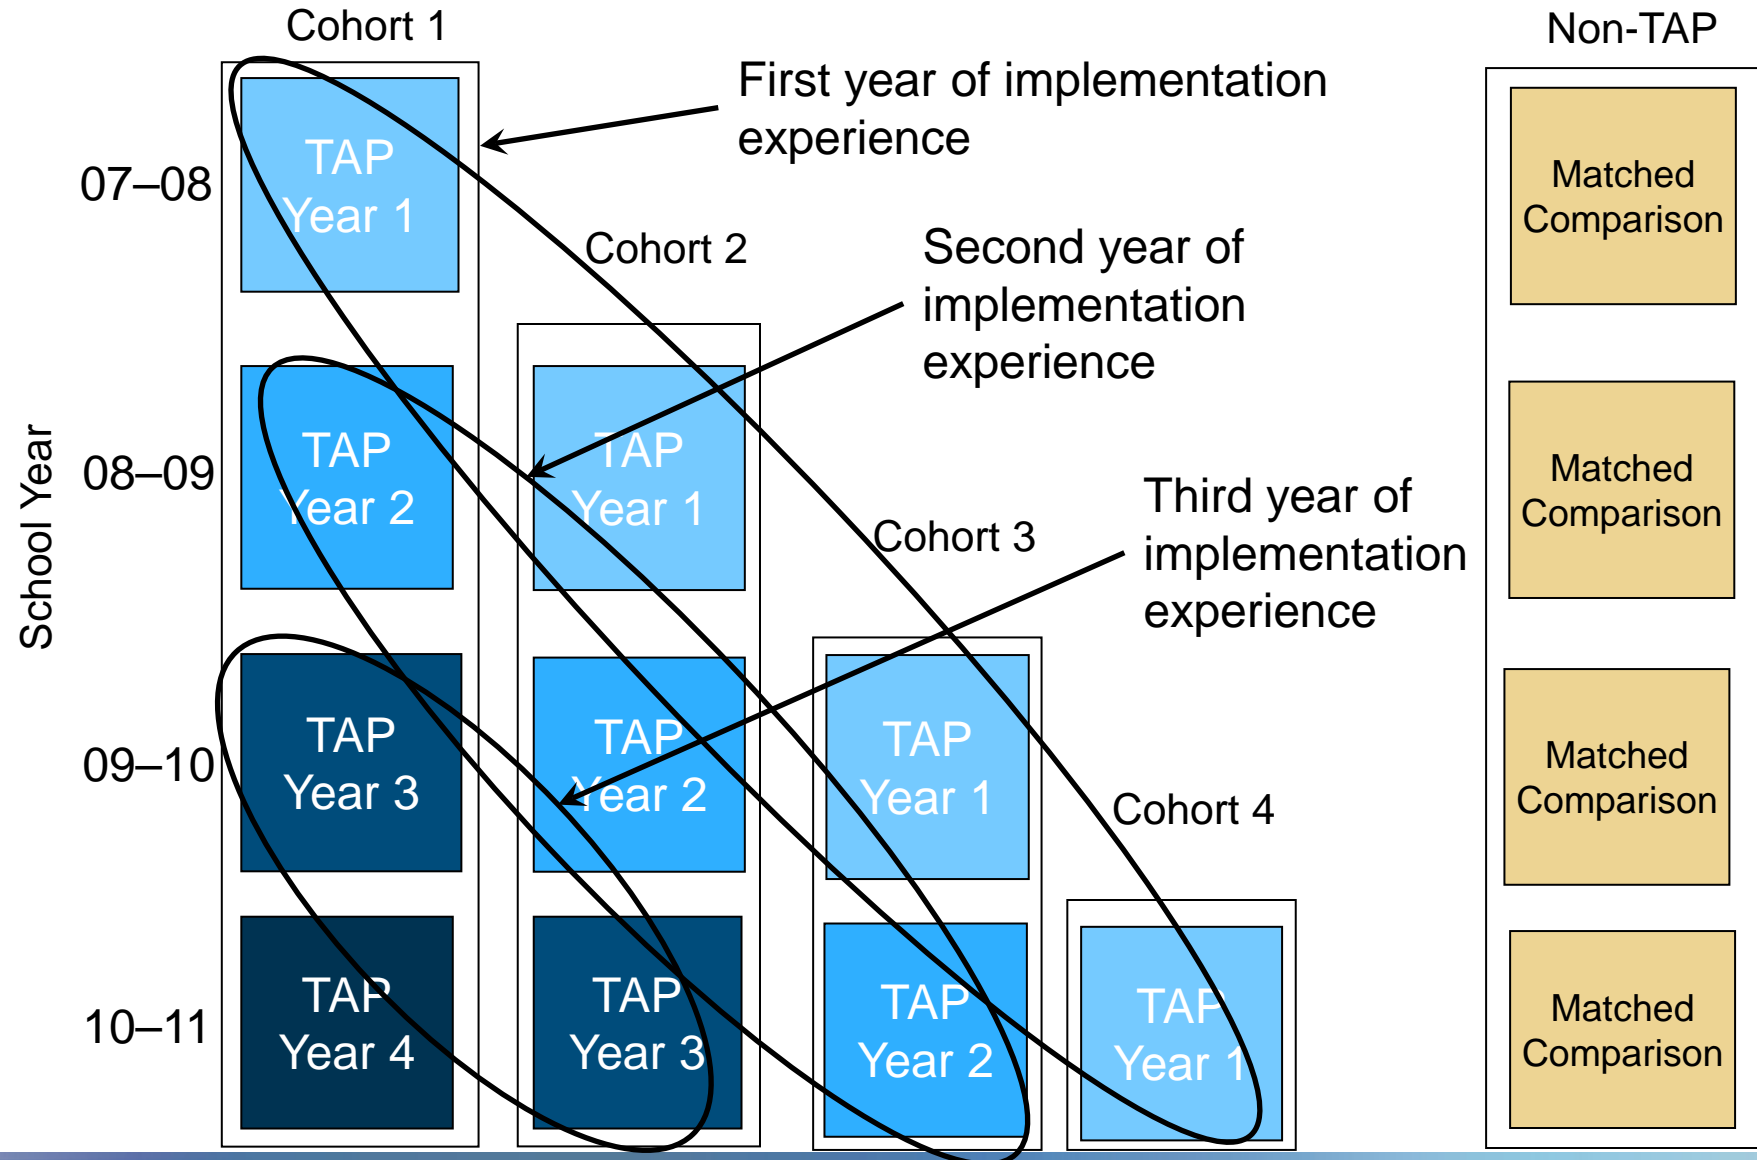 Cohort 1
Non-TAP
First year of implementation
experience
07–08
TAP
Year 1
Matched
Comparison
Cohort 2
Second year of
implementation
experience
School Year
08–09
TAP
Year 2
TAP
Year 1
Matched
Comparison
Cohort 3
Third year of
implementation
experience
09–10
TAP
Year 3
TAP
Year 2
TAP
Year 1
Matched
Comparison
Cohort 4
10–11
TAP
Year 4
TAP
Year 3
TAP
Year 2
TAP
Year 1
Matched
Comparison